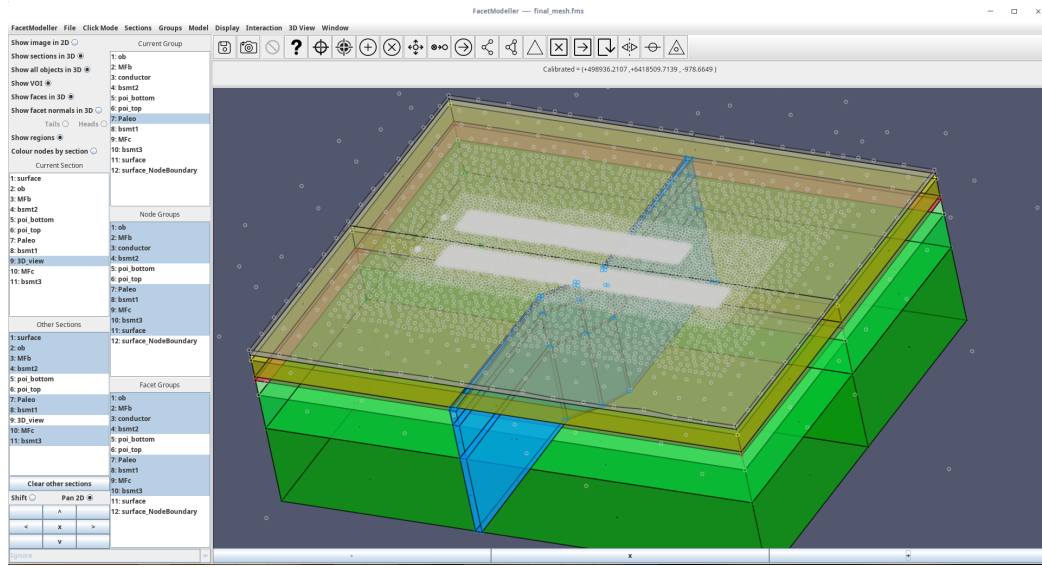 FacetModeller ---- final_mesh.fms
FacetModeller File Click Mode Sections Groups Model Display Interaction 3D View Window
Show image in 2D
Show sections in 3D
Show all objects in 3D
Show VOI
Show faces in 3D
Show facet normals in 3D
Tails Heads
Show regions
Colour nodes by section
Current Section
1: surface
2: ob
3: MFb
4: bsmt2
5: poi_bottom
6: poi_top
7: Paleo
8: bsmt1
9: 3D_view
10: MFc
11: bsmt3
Other Sections
1: surface
2: ob
3: MFb
4: bsmt2
5: poi_bottom
6: poi_top
7: Paleo
8: bsmt1
9: 3D_view
10: MFc
11: bsmt3
Clear other sections
Shift Pan 2D
^
< x >
v
Ignore
Current Group
1: ob
2: MFb
3: conductor
4: bsmt2
5: poi_bottom
6: poi_top
7: Paleo
8: bsmt1
9: MFc
10: bsmt3
11: surface
12: surface_NodeBoundary
Node Groups
1: ob
2: MFb
3: conductor
4: bsmt2
5: poi_bottom
6: poi_top
7: Paleo
8: bsmt1
9: MFc
10: bsmt3
11: surface
12: surface_NodeBoundary
Facet Groups
1: ob
2: MFb
3: conductor
4: bsmt2
5: poi_bottom
6: poi_top
7: Paleo
8: bsmt1
9: MFc
10: bsmt3
11: surface
12: surface_NodeBoundary
?
Calibrated = (+498936.2107 ,+6418509.7139 , -978.6649 )
- x +